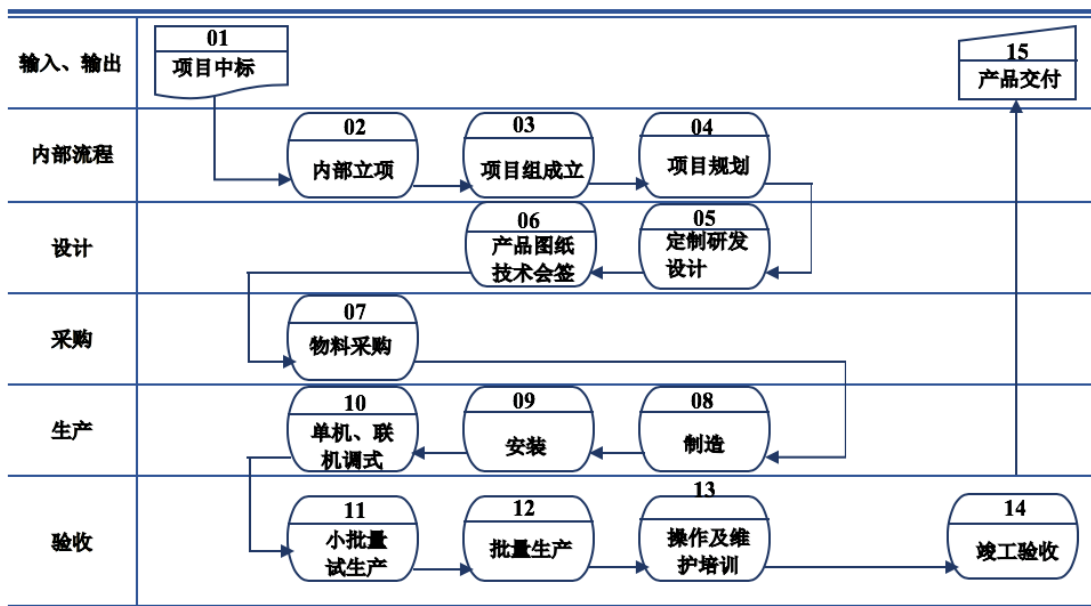 输入、输出
01
项目中标
15
产品交付
内部流程
02
内部立项
03
项目组成立
04
项目规划
设计
06
产品图纸
技术会签
05
定制研发
设计
采购
07
物料采购
生产
10
单机、联
机调式
09
安装
08
制造
验收
11
小批量
试生产
12
批量生产
13
操作及维
护培训
14
竣工验收